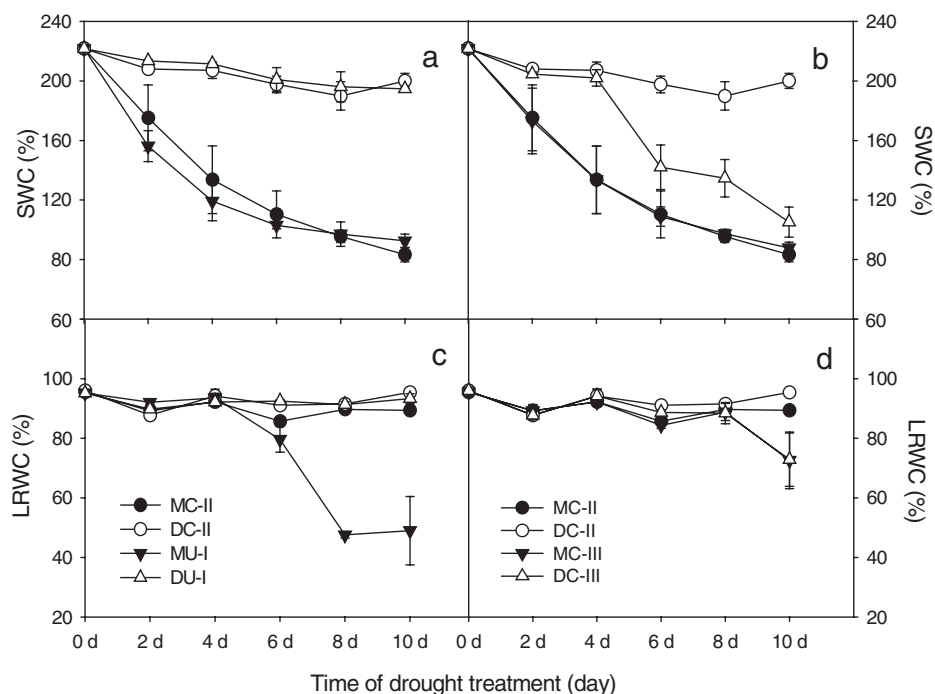 240 240
200 200
160 160
120 120
80 80
60 60
SWC (%)
SWC (%)
a
b
100 100
80 80
60 60
40 40
20 20
LRWC (%)
LRWC (%)
c
d
MC-II
DC-II
MU-I
DU-I
MC-II
DC-II
MC-III
DC-III
0 d 2 d 4 d 6 d 8 d 10 d 0 d 2 d 4 d 6 d 8 d 10 d
Time of drought treatment (day)